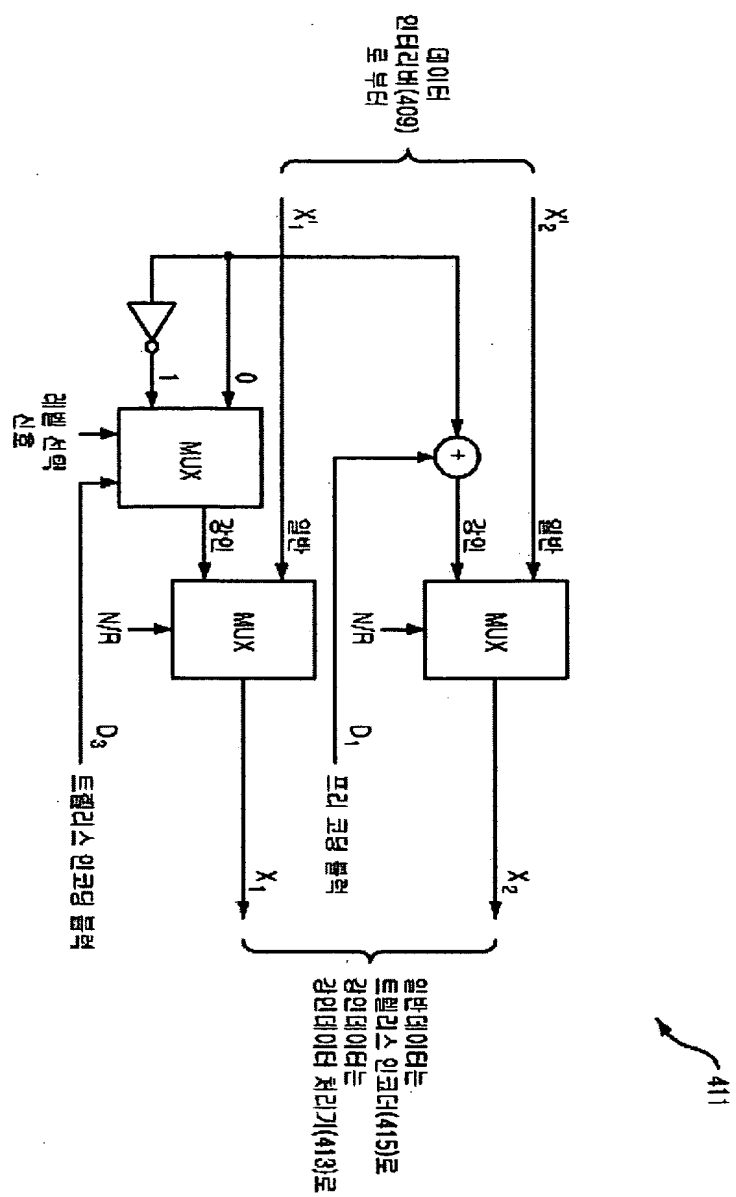 411
데이터
인터리버(409)
로 부터
X'2
X'1
0
1
+
MUX
레벨 선택
신호
일반
강인
일반
강인
MUX
MUX
N/R
N/R
D1
프리 코딩 블럭
D3
트렐리스 인코딩 블럭
X2
X1
일반데이터는
트렐리스 인코더(415)로
강인데이터는
강인데이터 처리기(413)로